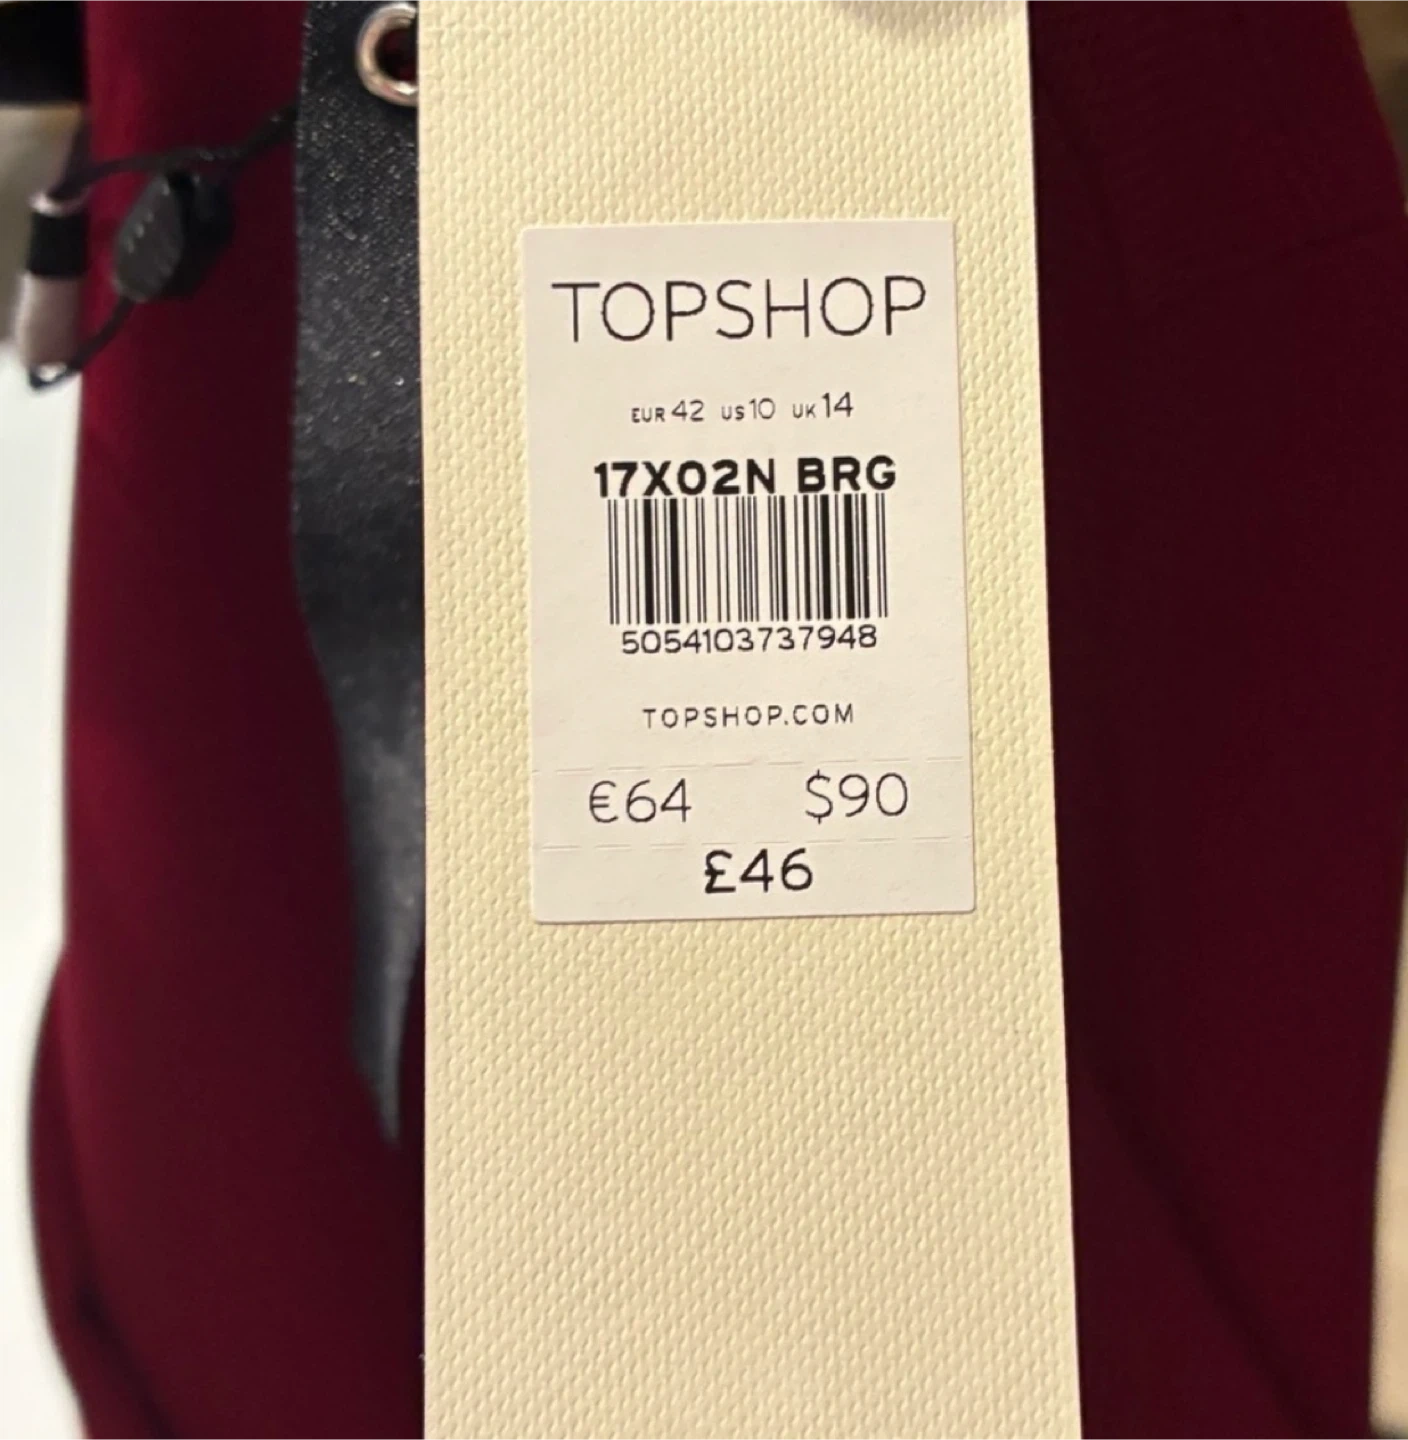 TOPSHOP
EUR 42 US 10 UK 14
17X02N BRG
5054103737948
TOPSHOP.COM
€64 $90
£46